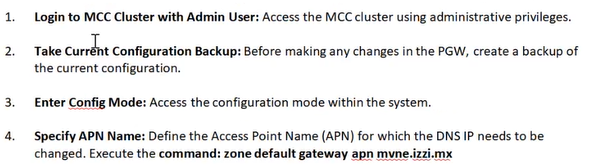 1. Login to MCC Cluster with Admin User: Access the MCC cluster using administrative privileges.
2. Take Current Configuration Backup: Before making any changes in the PGW, create a backup of
the current configuration.
3. Enter Config Mode: Access the configuration mode within the system.
4. Specify APN Name: Define the Access Point Name (APN) for which the DNS IP needs to be
changed. Execute the command: zone default gateway apn mvne.izzi.mx